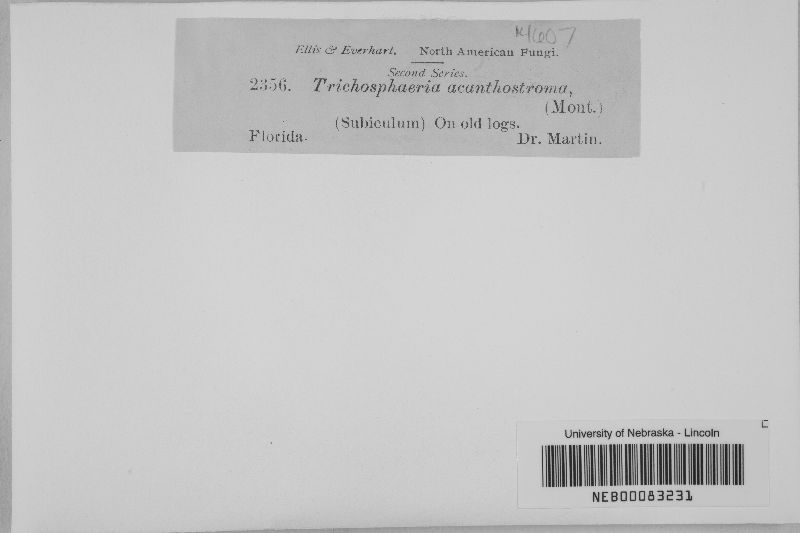 N1607
Ellis & Everhart, North American Fungi.
Second Series.
2356. Trichosphaeria acanthostroma,
(Mont.)
(Subiculum) On old logs.
Florida. Dr. Martin.
University of Nebraska - Lincoln
NEB00083231